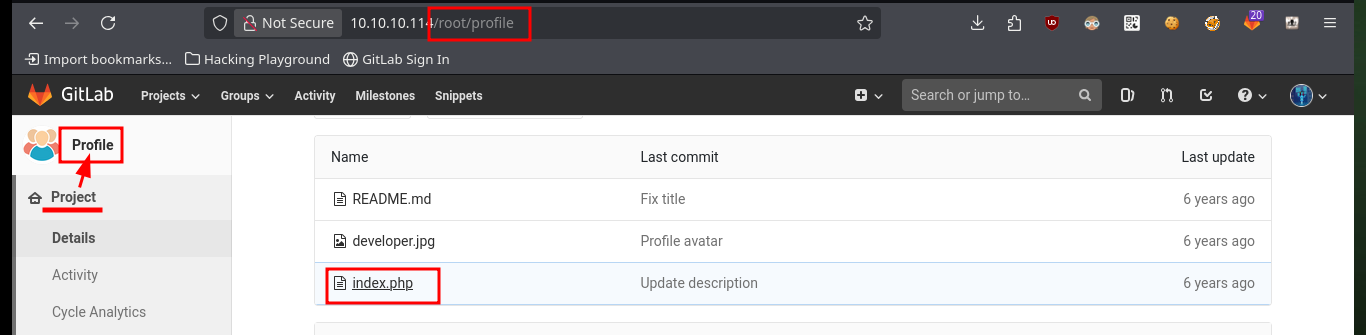 Not Secure 10.10.10.114/root/profile
Import bookmarks... Hacking Playground GitLab Sign In
20
GitLab Projects Groups Activity Milestones Snippets Search or jump to...
Profile
Project
Details
Activity
Cycle Analytics
Name Last commit Last update
README.md Fix title 6 years ago
developer.jpg Profile avatar 6 years ago
index.php Update description 6 years ago